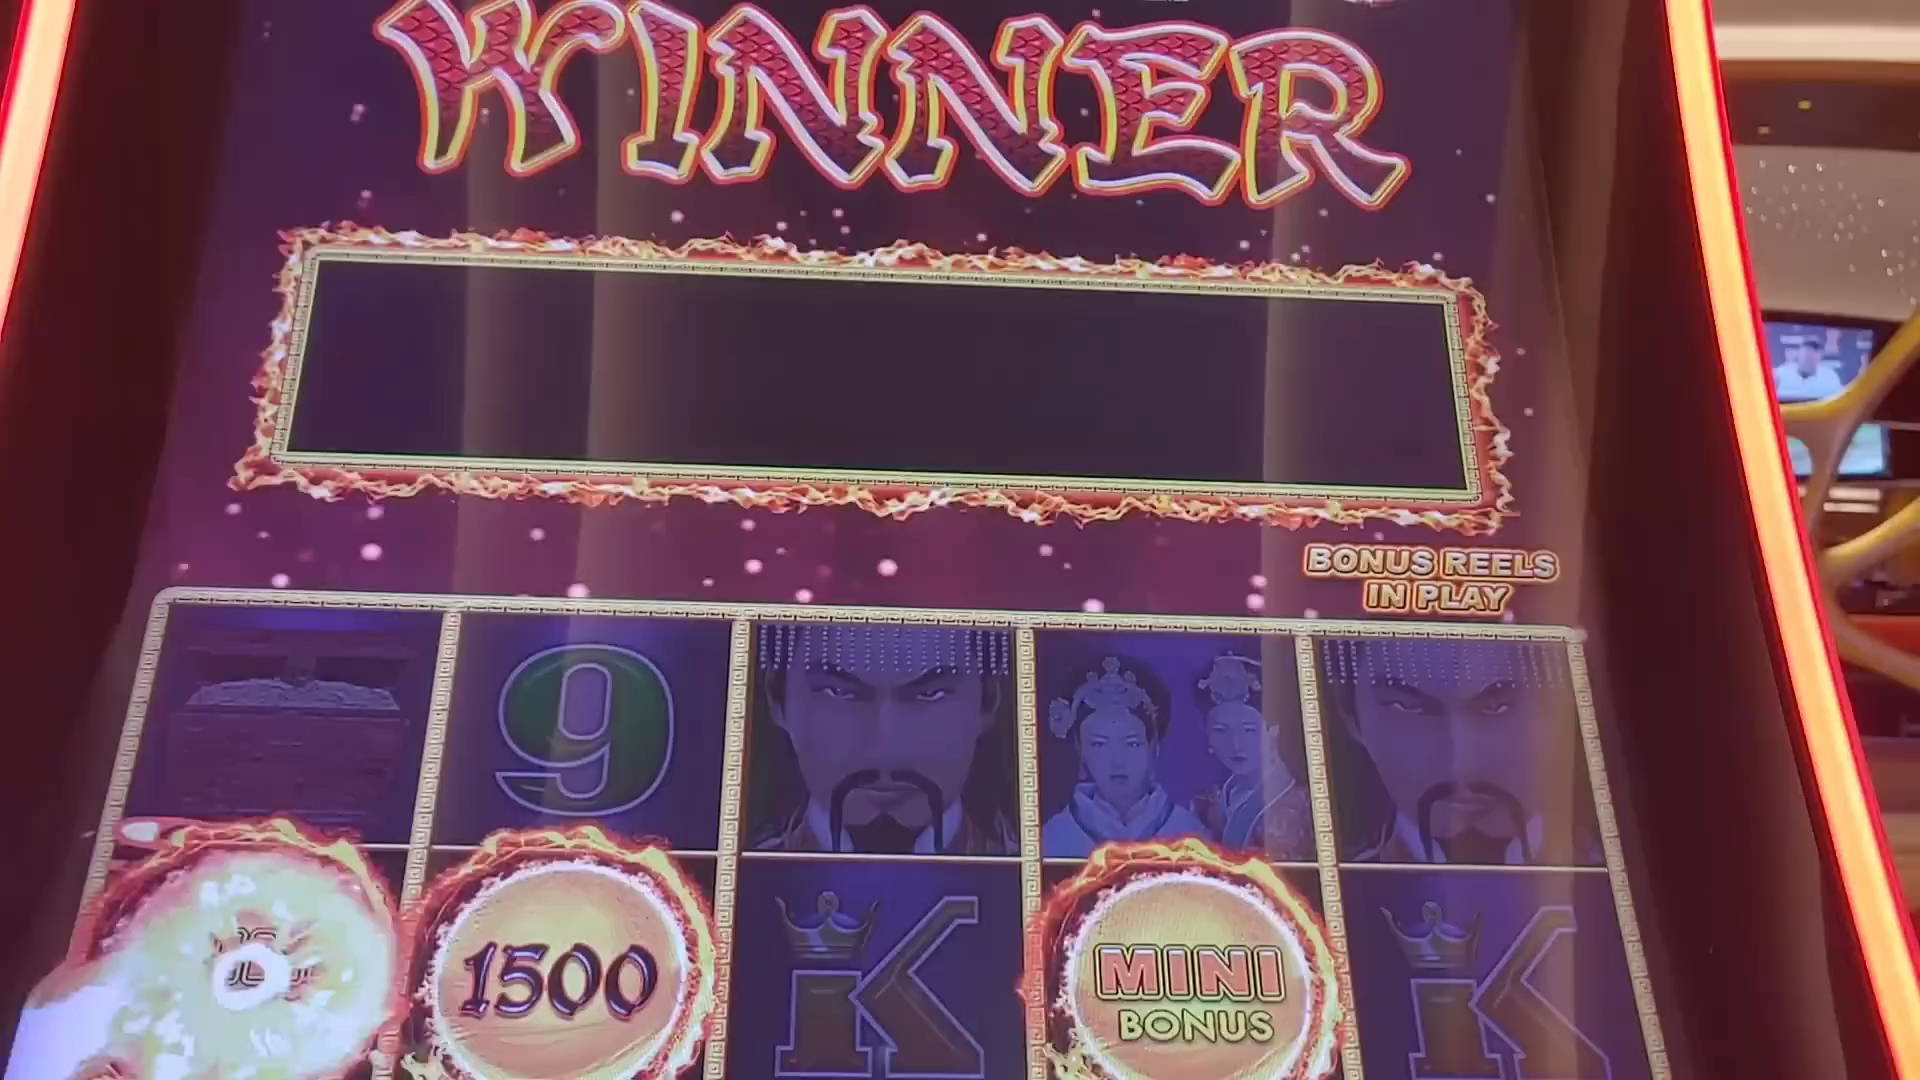 WINNER
BONUS REELS
IN PLAY
9
1500
K
MINI
BONUS
K